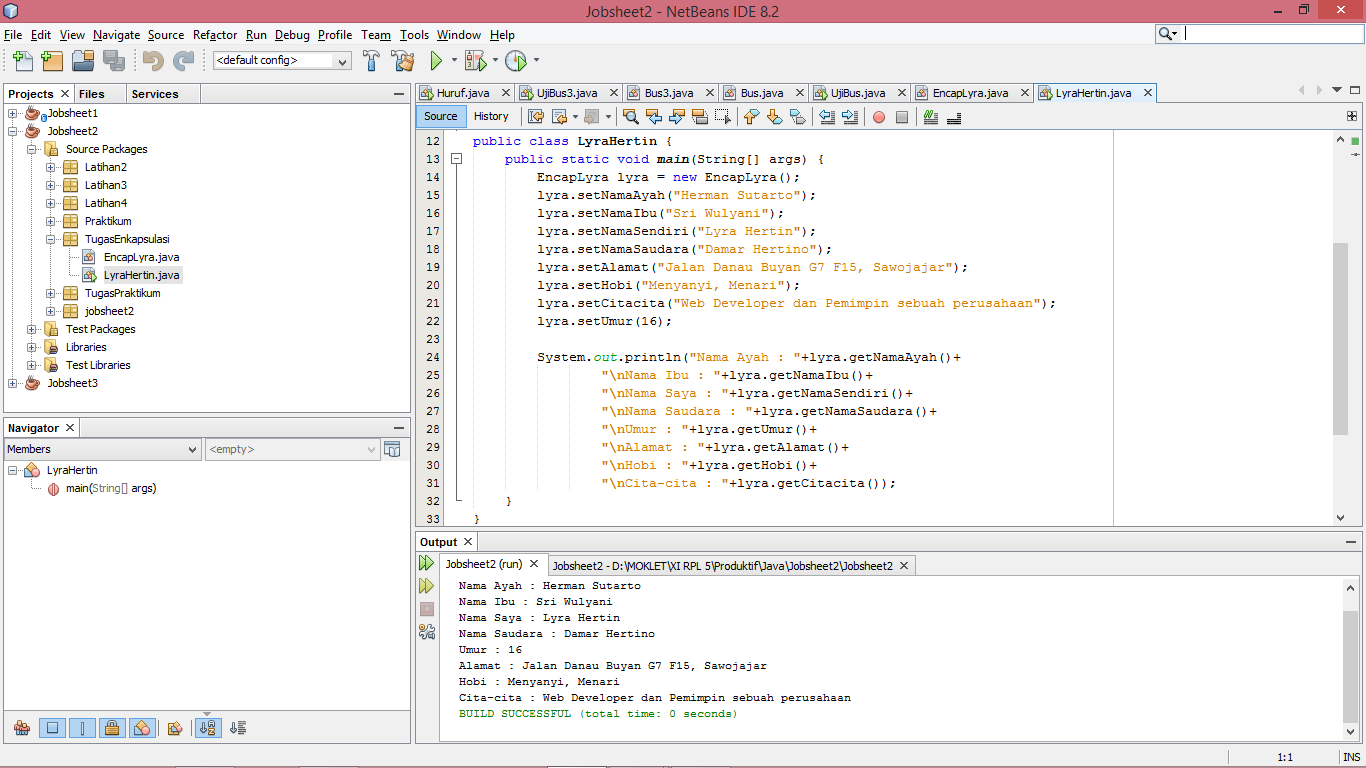 Jobsheet2 - NetBeans IDE 8.2
File Edit View Navigate Source Refactor Run Debug Profile Team Tools Window Help
<default config>
Projects Files Services
Jobsheet1
Jobsheet2
Source Packages
Latihan2
Latihan3
Latihan4
Praktikum
TugasEnkapsulasi
EncapLyra.java
LyraHertin.java
TugasPraktikum
jobsheet2
Test Packages
Libraries
Test Libraries
Jobsheet3
Navigator
Members <empty>
LyraHertin
main(String[] args)
Huruf.java UjiBus3.java Bus3.java Bus.java UjiBus.java EncapLyra.java LyraHertin.java
Source History
12 public class LyraHertin {
13 public static void main(String[] args) {
14 EncapLyra lyra = new EncapLyra();
15 lyra.setNamaAyah("Herman Sutarto");
16 lyra.setNamaIbu("Sri Wulyani");
17 lyra.setNamaSendiri("Lyra Hertin");
18 lyra.setNamaSaudara("Damar Hertino");
19 lyra.setAlamat("Jalan Danau Buyan G7 F15, Sawojajar");
20 lyra.setHobi("Menyanyi, Menari");
21 lyra.setCitacita("Web Developer dan Pemimpin sebuah perusahaan");
22 lyra.setUmur(16);
23
24 System.out.println("Nama Ayah : "+lyra.getNamaAyah()+
25 "\nNama Ibu : "+lyra.getNamaIbu()+
26 "\nNama Saya : "+lyra.getNamaSendiri()+
27 "\nNama Saudara : "+lyra.getNamaSaudara()+
28 "\nUmur : "+lyra.getUmur()+
29 "\nAlamat : "+lyra.getAlamat()+
30 "\nHobi : "+lyra.getHobi()+
31 "\nCita-cita : "+lyra.getCitacita());
32 }
33 }
Output
Jobsheet2 (run) Jobsheet2 - D:\MOKLET\XI RPL 5\Produktif\Java\Jobsheet2\Jobsheet2
Nama Ayah : Herman Sutarto
Nama Ibu : Sri Wulyani
Nama Saya : Lyra Hertin
Nama Saudara : Damar Hertino
Umur : 16
Alamat : Jalan Danau Buyan G7 F15, Sawojajar
Hobi : Menyanyi, Menari
Cita-cita : Web Developer dan Pemimpin sebuah perusahaan
BUILD SUCCESSFUL (total time: 0 seconds)
1:1 INS